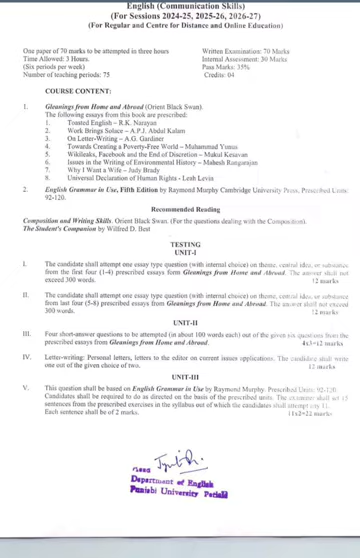 English (Communication Skills)
(For Sessions 2024-25, 2025-26, 2026-27)
(For Regular and Centre for Distance and Online Education)
One paper of 70 marks to be attempted in three hours
Time Allowed: 3 Hours.
(Six periods per week)
Number of teaching periods: 75
Written Examination: 70 Marks
Internal Assessment: 30 Marks
Pass Marks: 35%
Credits: 04
COURSE CONTENT:
1. Gleanings from Home and Abroad (Orient Black Swan).
The following essays from this book are prescribed:
1. Toasted English – R.K. Narayan
2. Work Brings Solace – A.P.J. Abdul Kalam
3. On Letter-Writing – A.G. Gardiner
4. Towards Creating a Poverty-Free World – Muhammad Yunus
5. Wikileaks, Facebook and the End of Discretion – Mukul Kesavan
6. Issues in the Writing of Environmental History – Mahesh Rangarajan
7. Why I Want a Wife – Judy Brady
8. Universal Declaration of Human Rights - Leah Levin
2. English Grammar in Use, Fifth Edition by Raymond Murphy Cambridge University Press, Prescribed Units:
92-120.
Recommended Reading
Composition and Writing Skills. Orient Black Swan. (For the questions dealing with the Composition).
The Student's Companion by Wilfred D. Best
TESTING
UNIT-I
I. The candidate shall attempt one essay type question (with internal choice) on theme, central idea, or substance
from the first four (1-4) prescribed essays form Gleanings from Home and Abroad. The answer shall not
exceed 300 words. 12 marks
II. The candidate shall attempt one essay type question (with internal choice) on theme, central idea, or substance
from last four (5-8) prescribed essays form Gleanings from Home and Abroad. The answer shall not exceed
300 words. 12 marks
UNIT-II
III. Four short-answer questions to be attempted (in about 100 words each) out of the given six questions from the
prescribed essays from Gleanings from Home and Abroad. 4x3=12 marks
IV. Letter-writing: Personal letters, letters to the editor on current issues applications. The candidate shall write
one out of the given choice of two. 12 marks
UNIT-III
V. This question shall be based on English Grammar in Use by Raymond Murphy. Prescribed Units: 92-120.
Candidates shall be required to do as directed on the basis of the prescribed units. The examiner shall set 15
sentences from the prescribed exercises in the syllabus out of which the candidates shall attempt any 11.
Each sentence shall be of 2 marks. 11x2=22 marks
Head
Department of English
Punjabi University Patiala